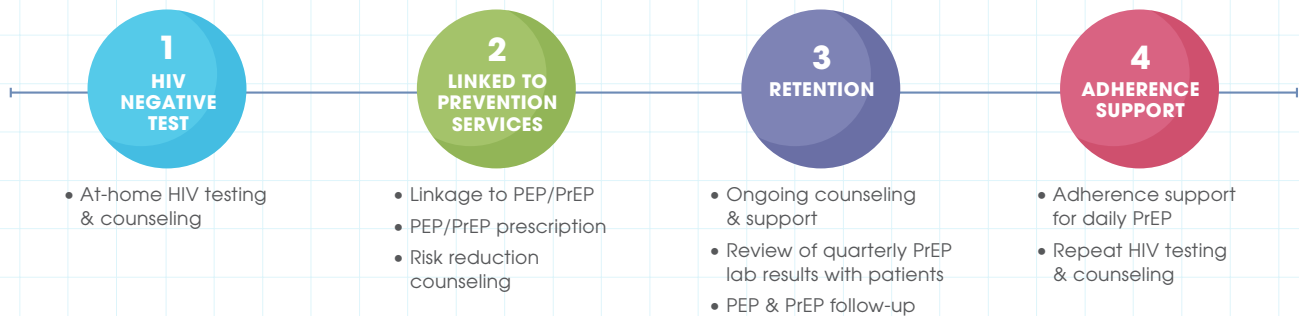 1
HIV
NEGATIVE
TEST
• At-home HIV testing
& counseling
2
LINKED TO
PREVENTION
SERVICES
• Linkage to PEP/PrEP
• PEP/PrEP prescription
• Risk reduction
counseling
3
RETENTION
• Ongoing counseling
& support
• Review of quarterly PrEP
lab results with patients
• PEP & PrEP follow-up
4
ADHERENCE
SUPPORT
• Adherence support
for daily PrEP
• Repeat HIV testing
& counseling